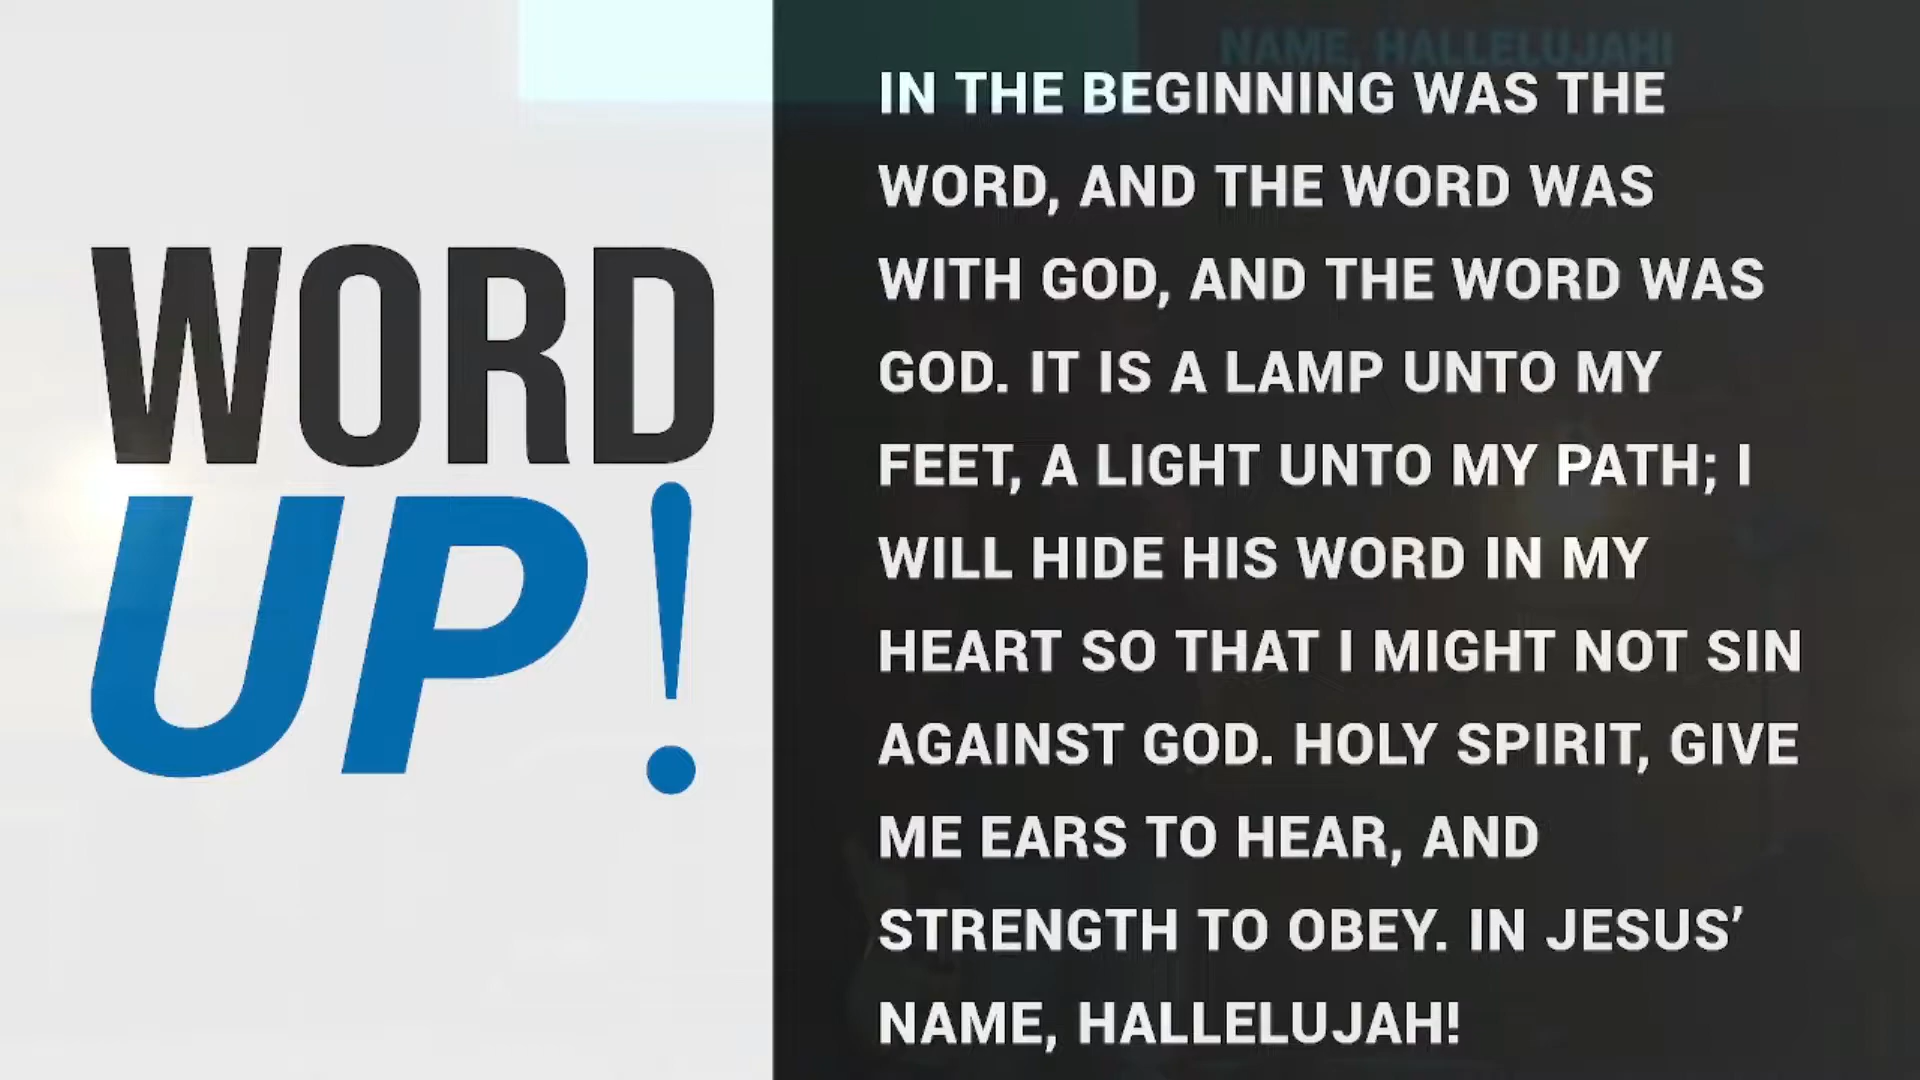 WORD
UP!
NAME, HALLELUJAH!
IN THE BEGINNING WAS THE
WORD, AND THE WORD WAS
WITH GOD, AND THE WORD WAS
GOD. IT IS A LAMP UNTO MY
FEET, A LIGHT UNTO MY PATH; I
WILL HIDE HIS WORD IN MY
HEART SO THAT I MIGHT NOT SIN
AGAINST GOD. HOLY SPIRIT, GIVE
ME EARS TO HEAR, AND
STRENGTH TO OBEY. IN JESUS’
NAME, HALLELUJAH!